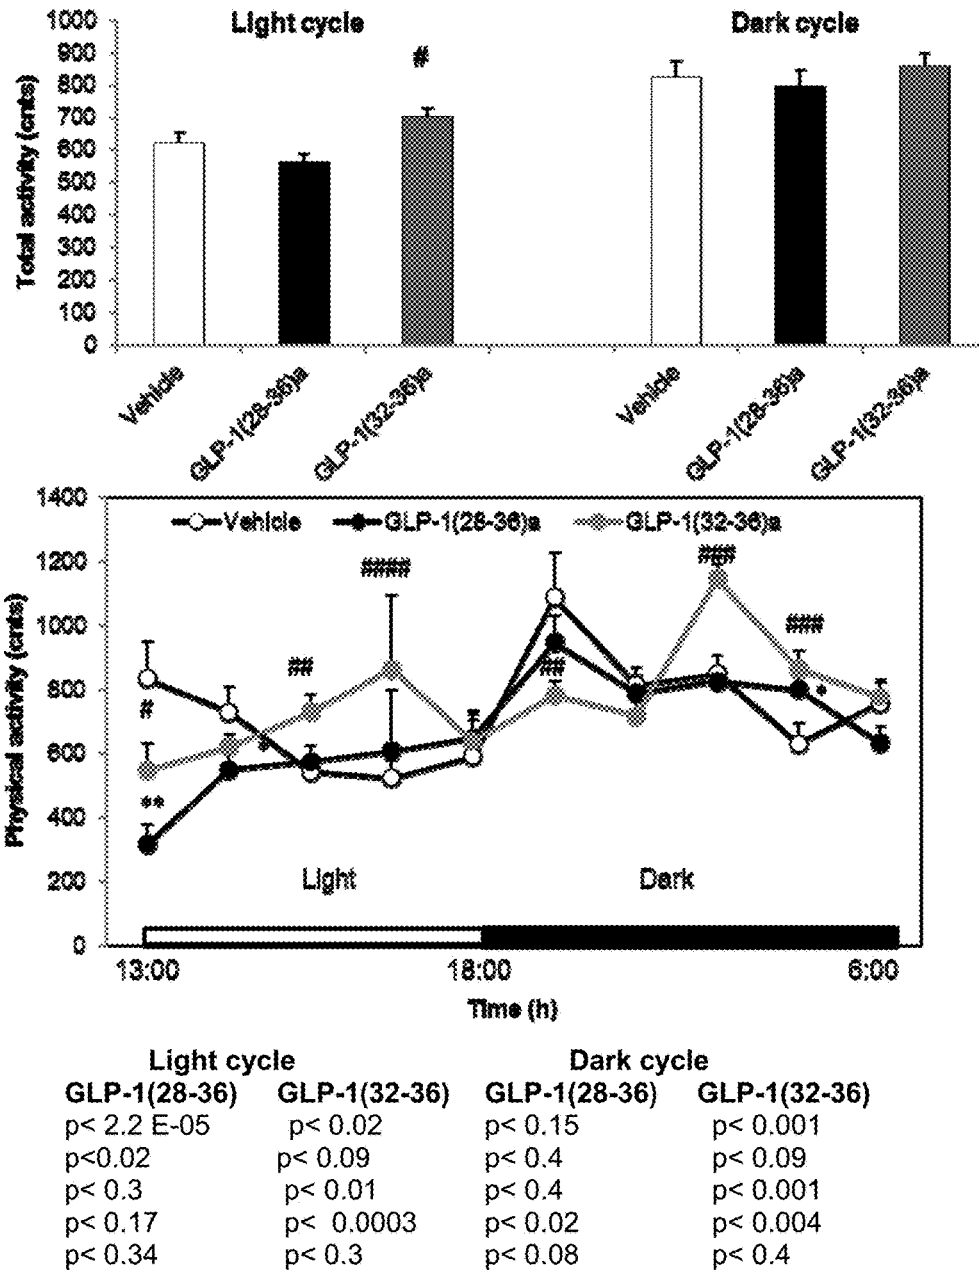 Light cycle Dark cycle
Total activity (cnts)
1000
900
800
700
600
500
400
300
200
100
0
#
Vehicle GLP-1(28-36)a GLP-1(32-36)a Vehicle GLP-1(28-36)a GLP-1(32-36)a
Physical activity (cnts)
1400
1200
1000
800
600
400
200
0
Vehicle GLP-1(28-36)a GLP-1(32-36)a
#### ###
## ## ###
# * *
**
Light Dark
13:00 18:00 6:00
Time (h)
Light cycle Dark cycle
GLP-1(28-36) GLP-1(32-36) GLP-1(28-36) GLP-1(32-36)
p< 2.2 E-05 p< 0.02 p< 0.15 p< 0.001
p<0.02 p< 0.09 p< 0.4 p< 0.09
p< 0.3 p< 0.01 p< 0.4 p< 0.001
p< 0.17 p< 0.0003 p< 0.02 p< 0.004
p< 0.34 p< 0.3 p< 0.08 p< 0.4